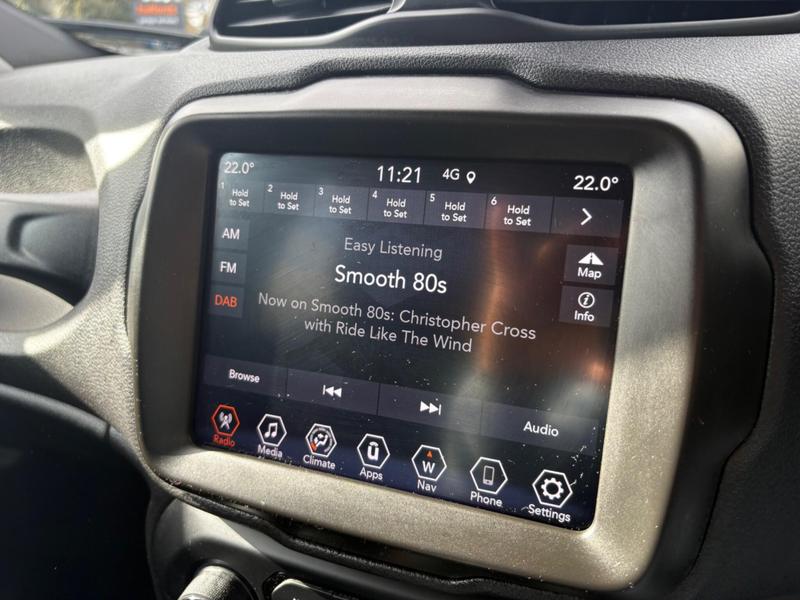 22.0° 11:21 4G 22.0°
1 Hold to Set 2 Hold to Set 3 Hold to Set 4 Hold to Set 5 Hold to Set 6 Hold to Set
AM
FM
DAB
Easy Listening
Smooth 80s
Now on Smooth 80s: Christopher Cross
with Ride Like The Wind
Map
Info
Browse
Audio
Radio Media Climate Apps Nav Phone Settings
W